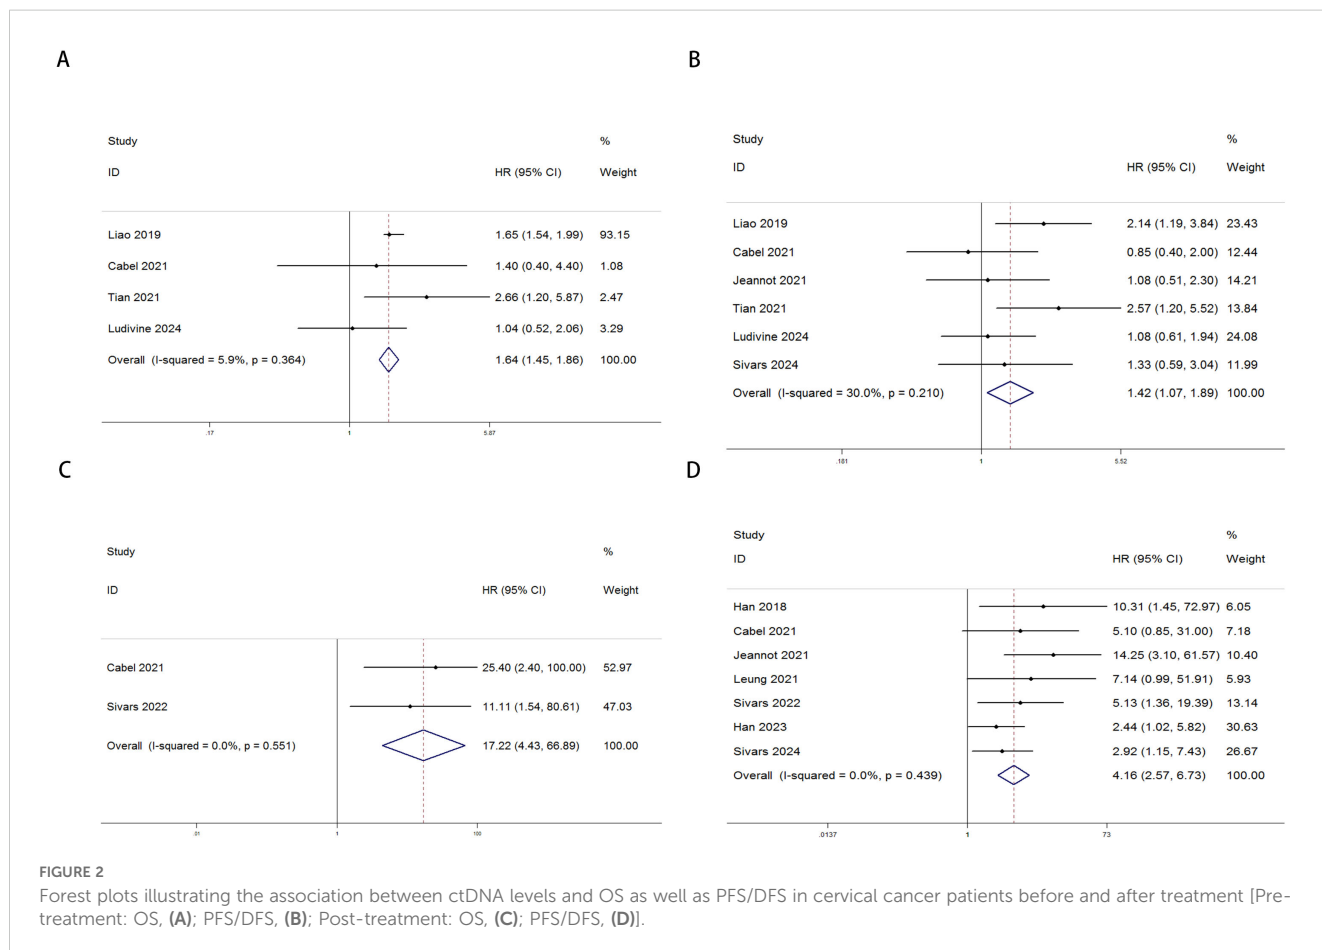 A
Study %
ID HR (95% CI) Weight
Liao 2019 1.65 (1.54, 1.99) 93.15
Cabel 2021 1.40 (0.40, 4.40) 1.08
Tian 2021 2.66 (1.20, 5.87) 2.47
Ludivine 2024 1.04 (0.52, 2.06) 3.29
Overall (I-squared = 5.9%, p = 0.364) 1.64 (1.45, 1.86) 100.00
.17 1 5.87
B
Study %
ID HR (95% CI) Weight
Liao 2019 2.14 (1.19, 3.84) 23.43
Cabel 2021 0.85 (0.40, 2.00) 12.44
Jeannot 2021 1.08 (0.51, 2.30) 14.21
Tian 2021 2.57 (1.20, 5.52) 13.84
Ludivine 2024 1.08 (0.61, 1.94) 24.08
Sivars 2024 1.33 (0.59, 3.04) 11.99
Overall (I-squared = 30.0%, p = 0.210) 1.42 (1.07, 1.89) 100.00
.181 1 5.52
C
Study %
ID HR (95% CI) Weight
Cabel 2021 25.40 (2.40, 100.00) 52.97
Sivars 2022 11.11 (1.54, 80.61) 47.03
Overall (I-squared = 0.0%, p = 0.551) 17.22 (4.43, 66.89) 100.00
.01 1 100
D
Study %
ID HR (95% CI) Weight
Han 2018 10.31 (1.45, 72.97) 6.05
Cabel 2021 5.10 (0.85, 31.00) 7.18
Jeannot 2021 14.25 (3.10, 61.57) 10.40
Leung 2021 7.14 (0.99, 51.91) 5.93
Sivars 2022 5.13 (1.36, 19.39) 13.14
Han 2023 2.44 (1.02, 5.82) 30.63
Sivars 2024 2.92 (1.15, 7.43) 26.67
Overall (I-squared = 0.0%, p = 0.439) 4.16 (2.57, 6.73) 100.00
.0137 1 73
FIGURE 2
Forest plots illustrating the association between ctDNA levels and OS as well as PFS/DFS in cervical cancer patients before and after treatment [Pre-
treatment: OS, (A); PFS/DFS, (B); Post-treatment: OS, (C); PFS/DFS, (D)].